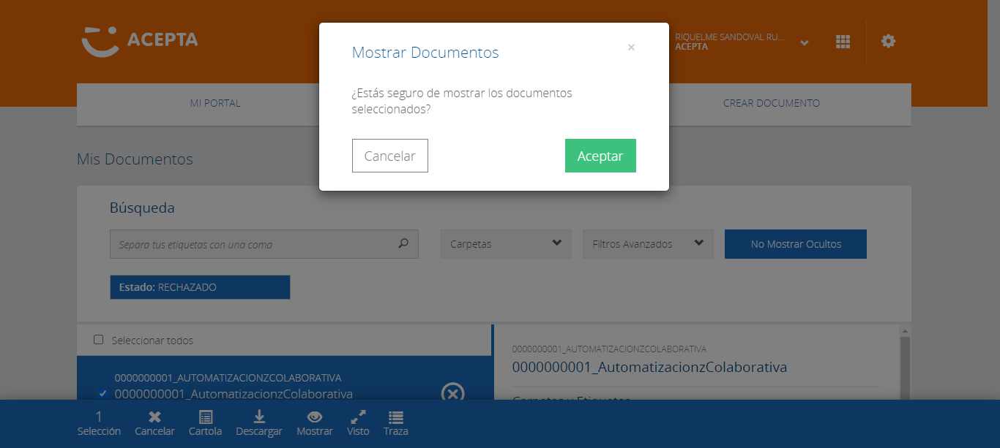 ACEPTA
RIQUELME SANDOVAL RU...
ACEPTA
Mostrar Documentos
×
¿Estás seguro de mostrar los documentos
seleccionados?
Cancelar
Aceptar
MI PORTAL
CREAR DOCUMENTO
Mis Documentos
Búsqueda
Separa tus etiquetas con una coma
Carpetas
Filtros Avanzados
No Mostrar Ocultos
Estado: RECHAZADO
Seleccionar todos
0000000001_AUTOMATIZACIONZCOLABORATIVA
0000000001_AutomatizacionzColaborativa
0000000001_AUTOMATIZACIONZCOLABORATIVA
0000000001_AutomatizacionzColaborativa
Carpetas y Etiquetas
1
Selección
Cancelar
Cartola
Descargar
Mostrar
Visto
Traza